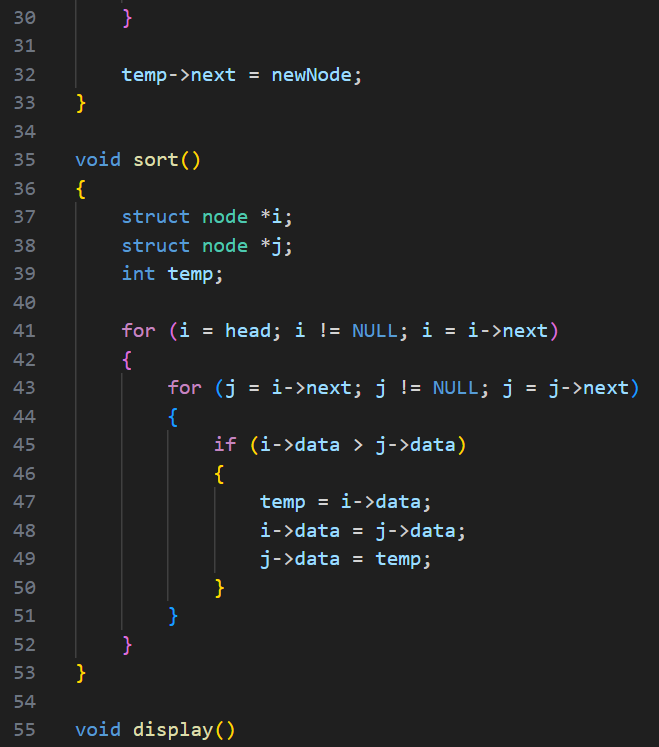 30 }
31
32 temp->next = newNode;
33 }
34
35 void sort()
36 {
37 struct node *i;
38 struct node *j;
39 int temp;
40
41 for (i = head; i != NULL; i = i->next)
42 {
43 for (j = i->next; j != NULL; j = j->next)
44 {
45 if (i->data > j->data)
46 {
47 temp = i->data;
48 i->data = j->data;
49 j->data = temp;
50 }
51 }
52 }
53 }
54
55 void display()